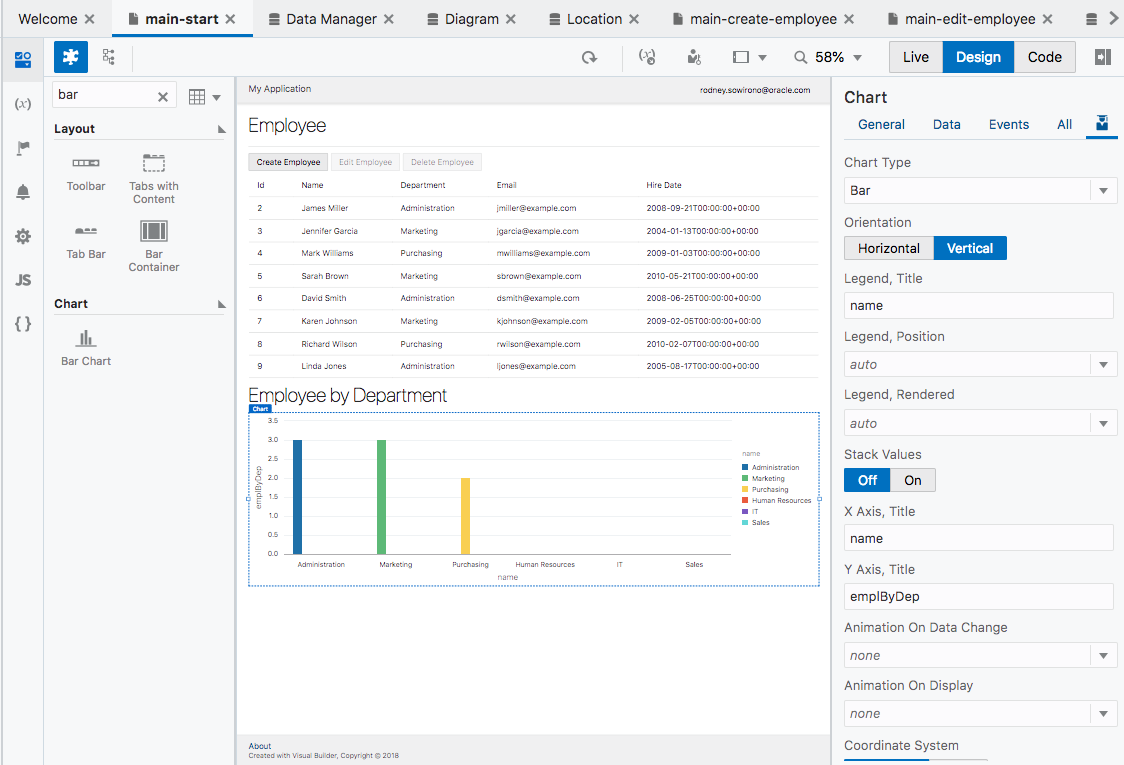 Welcome
main-start
Data Manager
Diagram
Location
main-create-employee
main-edit-employee
58%
Live
Design
Code
(x)
JS
{ }
bar
Layout
Toolbar
Tabs with
Content
Tab Bar
Bar
Container
Chart
Bar Chart
My Application
rodney.sowirono@oracle.com
Employee
Create Employee
Edit Employee
Delete Employee
Id Name Department Email Hire Date
2 James Miller Administration jmiller@example.com 2008-09-21T00:00:00+00:00
3 Jennifer Garcia Marketing jgarcia@example.com 2004-01-13T00:00:00+00:00
4 Mark Williams Purchasing mwilliams@example.com 2009-01-03T00:00:00+00:00
5 Sarah Brown Marketing sbrown@example.com 2010-05-21T00:00:00+00:00
6 David Smith Administration dsmith@example.com 2008-06-25T00:00:00+00:00
7 Karen Johnson Marketing kjohnson@example.com 2009-02-05T00:00:00+00:00
8 Richard Wilson Purchasing rwilson@example.com 2010-02-07T00:00:00+00:00
9 Linda Jones Administration ljones@example.com 2005-08-17T00:00:00+00:00
Employee by Department
Chart
3.5
3.0
2.5
2.0
1.5
1.0
0.5
0.0
emplByDep
Administration Marketing Purchasing Human Resources IT Sales
name
name
Administration
Marketing
Purchasing
Human Resources
IT
Sales
About
Created with Visual Builder, Copyright © 2018
Chart
General
Data
Events
All
Chart Type
Bar
Orientation
Horizontal
Vertical
Legend, Title
name
Legend, Position
auto
Legend, Rendered
auto
Stack Values
Off
On
X Axis, Title
name
Y Axis, Title
emplByDep
Animation On Data Change
none
Animation On Display
none
Coordinate System